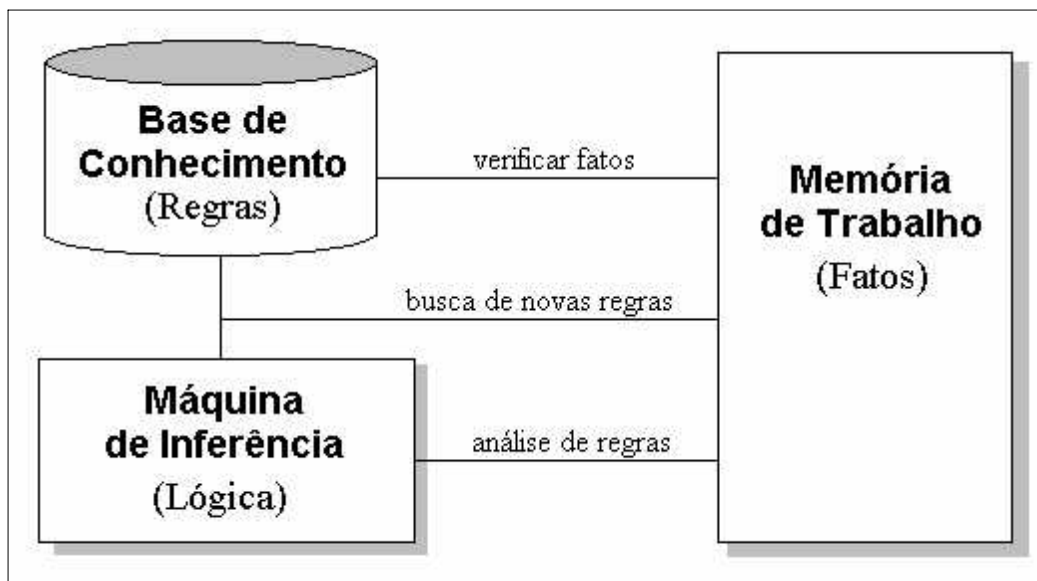 Base de
Conhecimento
(Regras)
verificar fatos
Memória
de Trabalho
(Fatos)
busca de novas regras
Máquina
de Inferência
(Lógica)
análise de regras